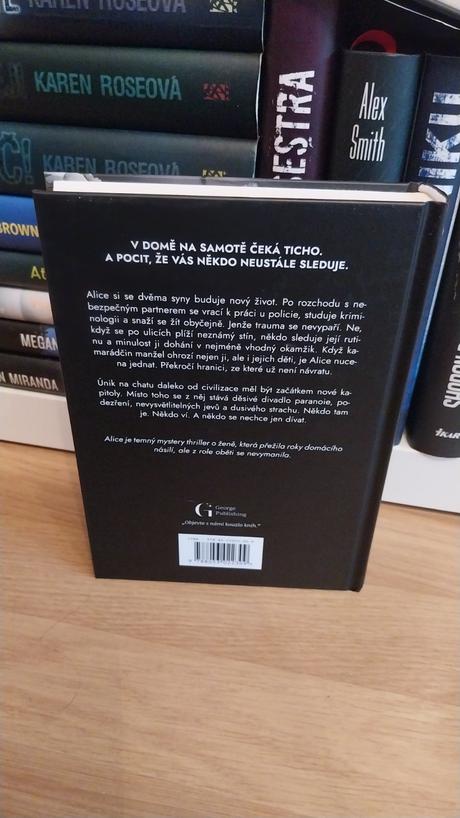 KAREN ROSEOVÁ
KAREN ROSEOVÁ
Č!
KAREN ROSEOVÁ
BROWN
MEGAN
N MIRANDA
ESTRA
Alex
Smith
IKAR
V DOMĚ NA SAMOTĚ ČEKÁ TICHO.
A POCIT, ŽE VÁS NĚKDO NEUSTÁLE SLEDUJE.
Alice si se dvěma syny buduje nový život. Po rozchodu s ne-
bezpečným partnerem se vrací k práci u policie, studuje krimi-
nologii a snaží se žít obyčejně. Jenže trauma se nevypaří. Ne,
když se po ulicích plíží neznámý stín, někdo sleduje její ruti-
nu a minulost ji dohání v nejméně vhodný okamžik. Když ka-
marádčin manžel ohrozí nejen ji, ale i jejich děti, je Alice nuce-
na jednat. Překročí hranici, ze které už není návratu.
Únik na chatu daleko od civilizace měl být začátkem nové ka-
pitoly. Místo toho se z něj stává děsivé divadlo paranoie, po-
dezření, nevysvětlitelných jevů a dusivého strachu. Někdo tam
je. Někdo ví. A někdo se nechce jen dívat.
Alice je temný mystery thriller o ženě, která přežila roky domácího
násilí, ale z role oběti se nevymanila.
G
George
Publishing
„Objevte s námi kouzlo knih."